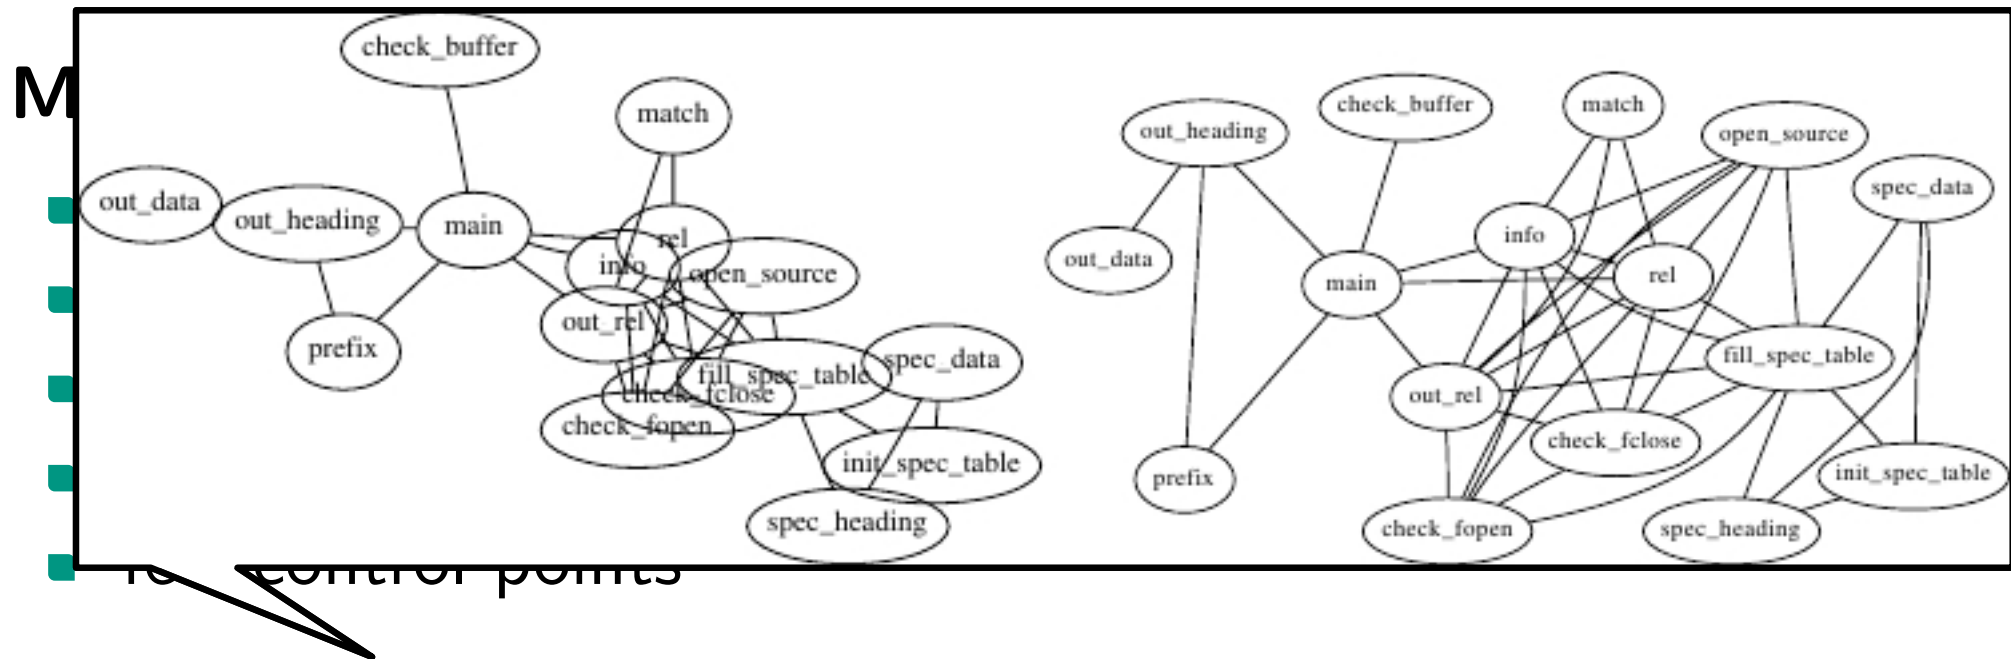 M
check_buffer
match
out_data
out_heading
main
rel
info
open_source
out_rel
prefix
spec_data
fill_spec_table
check_fclose
check_fopen
init_spec_table
spec_heading
check_buffer
match
out_heading
open_source
spec_data
info
out_data
rel
main
fill_spec_table
out_rel
check_fclose
init_spec_table
prefix
check_fopen
spec_heading
control points